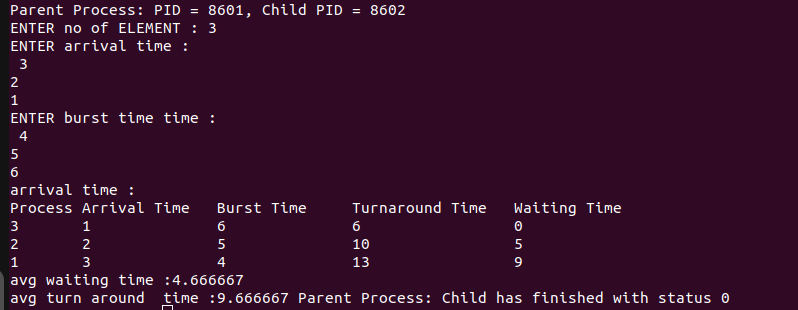 Parent Process: PID = 8601, Child PID = 8602
ENTER no of ELEMENT : 3
ENTER arrival time :
 3
2
1
ENTER burst time time :
 4
5
6
arrival time :
Process Arrival Time   Burst Time     Turnaround Time   Waiting Time
3       1              6              6                 0
2       2              5              10                5
1       3              4              13                9
avg waiting time :4.666667
avg turn around  time :9.666667 Parent Process: Child has finished with status 0